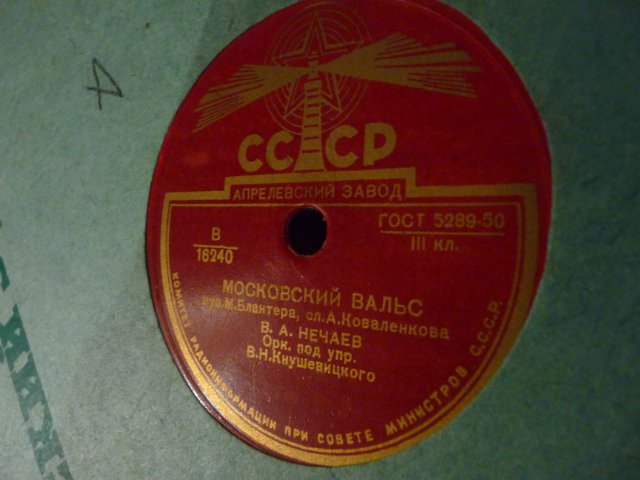 4
СССР
АПРЕЛЕВСКИЙ ЗАВОД
В
16240
ГОСТ 5289-50
III кл.
МОСКОВСКИЙ ВАЛЬС
муз.М.Блантера, сл.А.Коваленкова
В. А. НЕЧАЕВ
Орк. под упр.
В.Н.Кнушевицкого
КОМИТЕТ РАДИОИНФОРМАЦИИ ПРИ СОВЕТЕ МИНИСТРОВ С.С.С.Р.